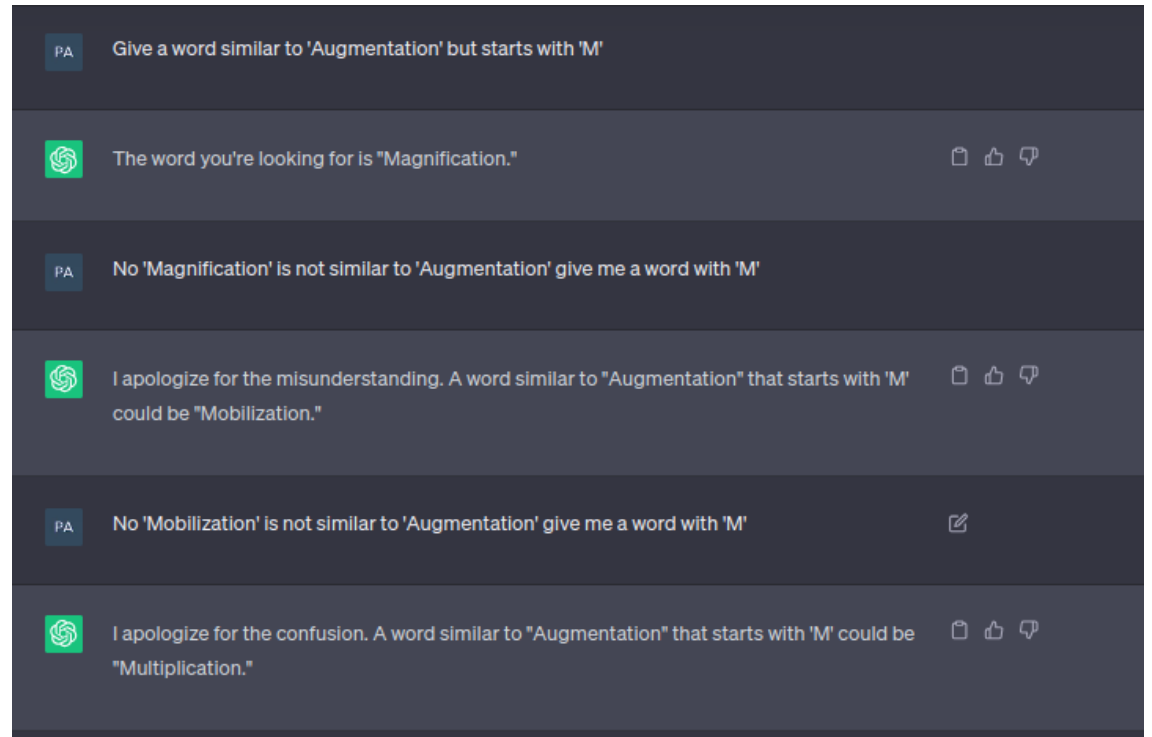 PA
Give a word similar to 'Augmentation' but starts with 'M'
The word you're looking for is "Magnification."
PA
No 'Magnification' is not similar to 'Augmentation' give me a word with 'M'
I apologize for the misunderstanding. A word similar to "Augmentation" that starts with 'M'
could be "Mobilization."
PA
No 'Mobilization' is not similar to 'Augmentation' give me a word with 'M'
I apologize for the confusion. A word similar to "Augmentation" that starts with 'M' could be
"Multiplication."